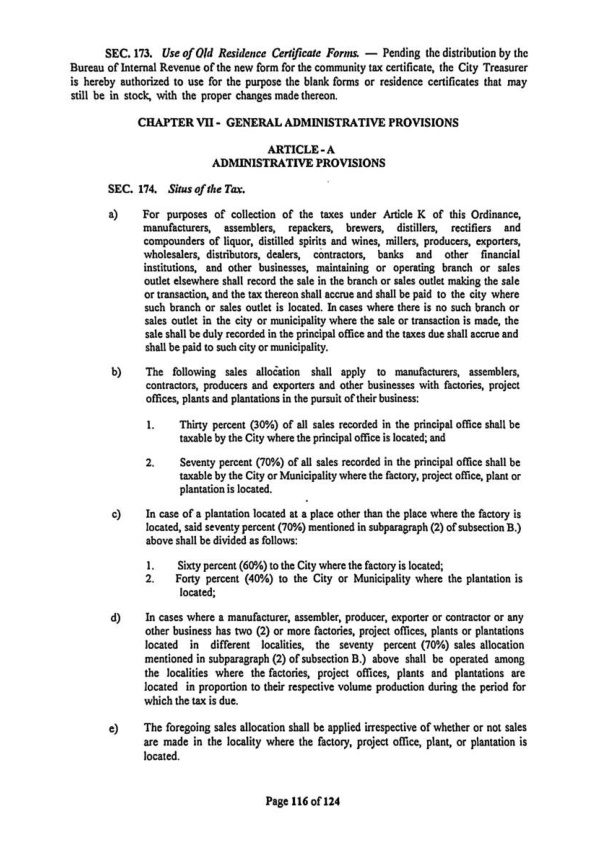 SEC. 173. Use of Old Residence Certificate Forms. — Pending the distribution by the
Bureau of Internal Revenue of the new form for the community tax certificate, the City Treasurer
is hereby authorized to use for the purpose the blank forms or residence certificates that may
still be in stock, with the proper changes made thereon.
CHAPTER VII - GENERAL ADMINISTRATIVE PROVISIONS
ARTICLE - A
ADMINISTRATIVE PROVISIONS
SEC. 174. Situs of the Tax.
a) For purposes of collection of the taxes under Article K of this Ordinance,
manufacturers, assemblers, repackers, brewers, distillers, rectifiers and
compounders of liquor, distilled spirits and wines, millers, producers, exporters,
wholesalers, distributors, dealers, contractors, banks and other financial
institutions, and other businesses, maintaining or operating branch or sales
outlet elsewhere shall record the sale in the branch or sales outlet making the sale
or transaction, and the tax thereon shall accrue and shall be paid to the city where
such branch or sales outlet is located. In cases where there is no such branch or
sales outlet in the city or municipality where the sale or transaction is made, the
sale shall be duly recorded in the principal office and the taxes due shall accrue and
shall be paid to such city or municipality.
b) The following sales allocation shall apply to manufacturers, assemblers,
contractors, producers and exporters and other businesses with factories, project
offices, plants and plantations in the pursuit of their business:
1. Thirty percent (30%) of all sales recorded in the principal office shall be
taxable by the City where the principal office is located; and
2. Seventy percent (70%) of all sales recorded in the principal office shall be
taxable by the City or Municipality where the factory, project office, plant or
plantation is located.
c) In case of a plantation located at a place other than the place where the factory is
located, said seventy percent (70%) mentioned in subparagraph (2) of subsection B.)
above shall be divided as follows:
1. Sixty percent (60%) to the City where the factory is located;
2. Forty percent (40%) to the City or Municipality where the plantation is
located;
d) In cases where a manufacturer, assembler, producer, exporter or contractor or any
other business has two (2) or more factories, project offices, plants or plantations
located in different localities, the seventy percent (70%) sales allocation
mentioned in subparagraph (2) of subsection B.) above shall be operated among
the localities where the factories, project offices, plants and plantations are
located in proportion to their respective volume production during the period for
which the tax is due.
e) The foregoing sales allocation shall be applied irrespective of whether or not sales
are made in the locality where the factory, project office, plant, or plantation is
located.
Page 116 of 124